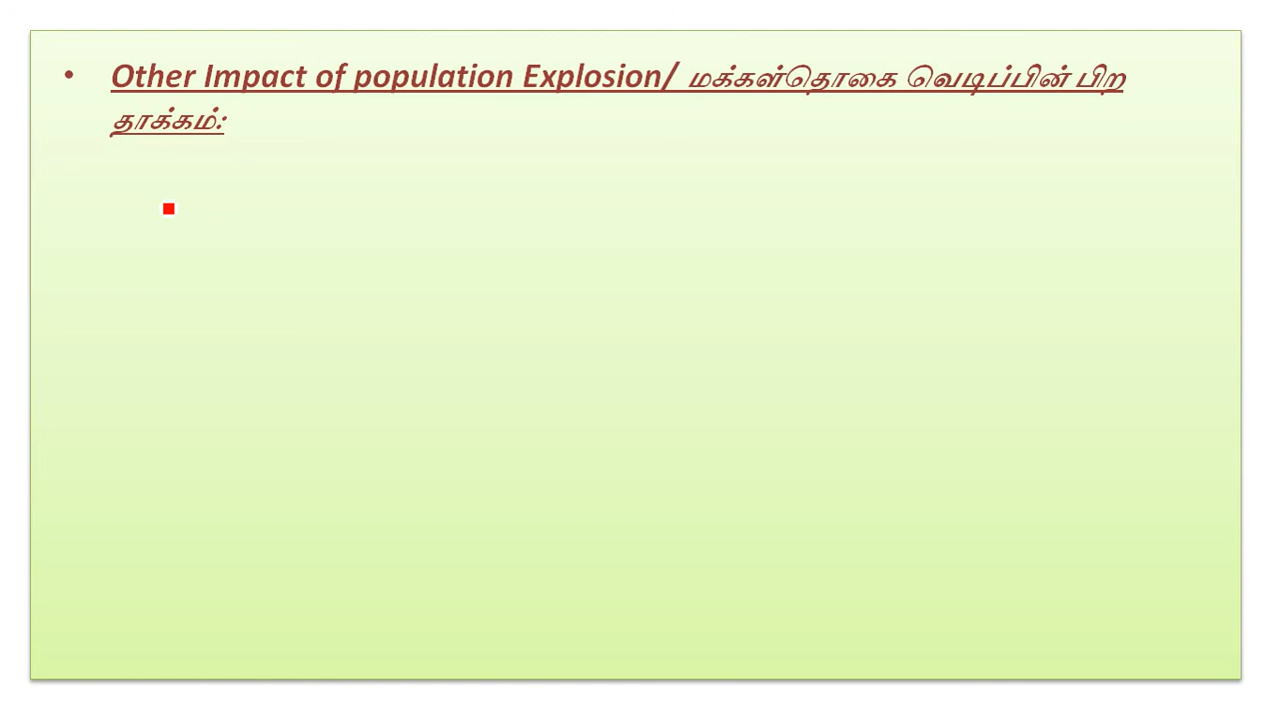 • Other Impact of population Explosion/ மக்கள்தொகை வெடிப்பின் பிற
தாக்கம்: